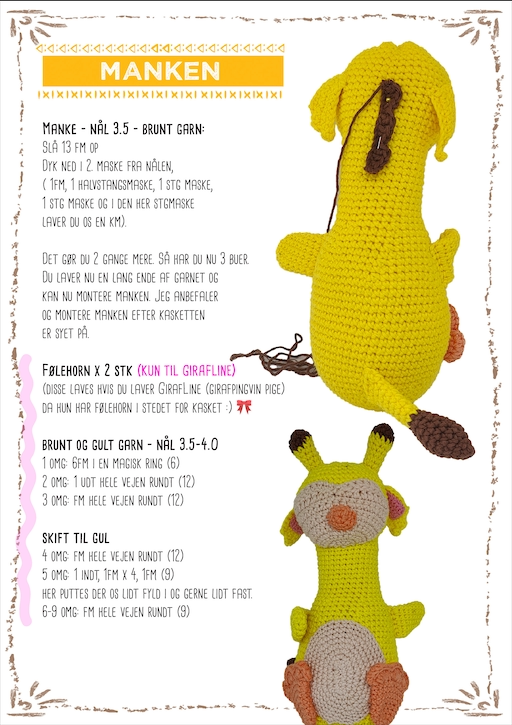 MANKEN
MANKE - NÅL 3.5 - BRUNT GARN:
SLÅ 13 FM OP
DYK NED I 2. MASKE FRA NÅLEN,
( 1FM, 1 HALVSTANGSMASKE, 1 STG MASKE,
1 STG MASKE OG I DEN HER STGMASKE
LAVER DU OS EN KM).
DET GØR DU 2 GANGE MERE. SÅ HAR DU NU 3 BUER.
DU LAVER NU EN LANG ENDE AF GARNET OG
KAN NU MONTERE MANKEN. JEG ANBEFALER
OG MONTERE MANKEN EFTER KASKETTEN
ER SYET PÅ.
FØLEHORN X 2 STK (KUN TIL GIRAFLINE)
(DISSE LAVES HVIS DU LAVER GIRAFLINE (GIRAFPINGVIN PIGE)
DA HUN HAR FØLEHORN I STEDET FOR KASKET :) 🎀
BRUNT OG GULT GARN - NÅL 3.5-4.0
1 OMG: 6FM I EN MAGISK RING (6)
2 OMG: 1 UDT HELE VEJEN RUNDT (12)
3 OMG: FM HELE VEJEN RUNDT (12)
SKIFT TIL GUL
4 OMG: FM HELE VEJEN RUNDT (12)
5 OMG: 1 INDT, 1FM X 4, 1FM (9)
HER PUTTES DER OS LIDT FYLD I OG GERNE LIDT FAST.
6-9 OMG: FM HELE VEJEN RUNDT (9)